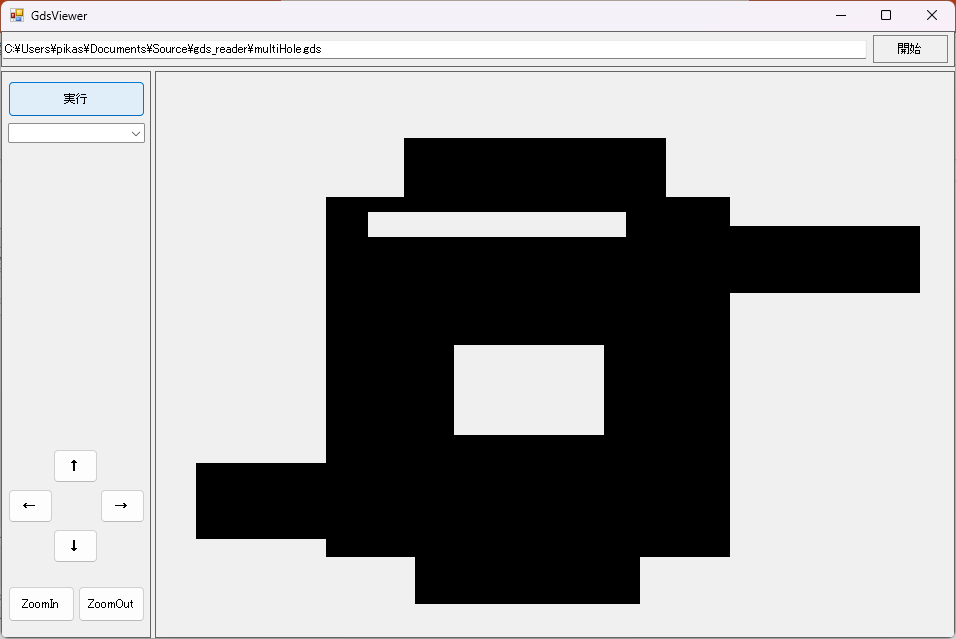 GdsViewer
C:¥Users¥pikas¥Documents¥Source¥gds_reader¥multiHole.gds
開始
実行
↑
← →
↓
ZoomIn ZoomOut